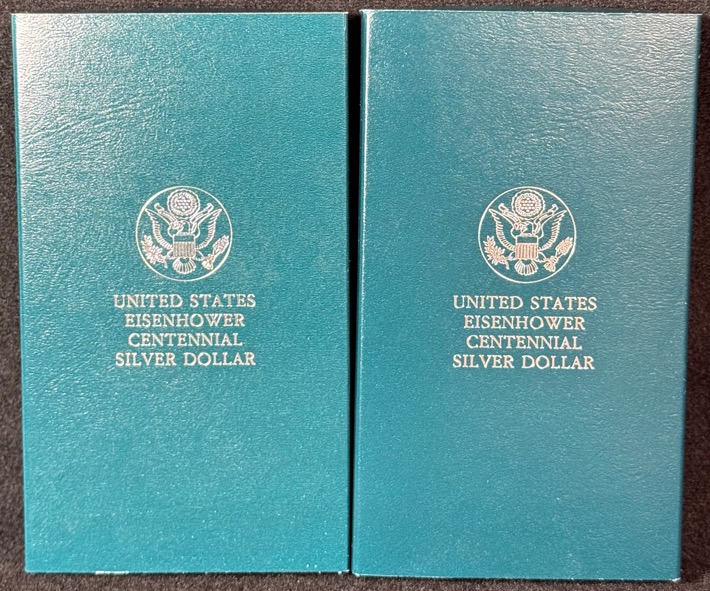 UNITED STATES
EISENHOWER
CENTENNIAL
SILVER DOLLAR
UNITED STATES
EISENHOWER
CENTENNIAL
SILVER DOLLAR